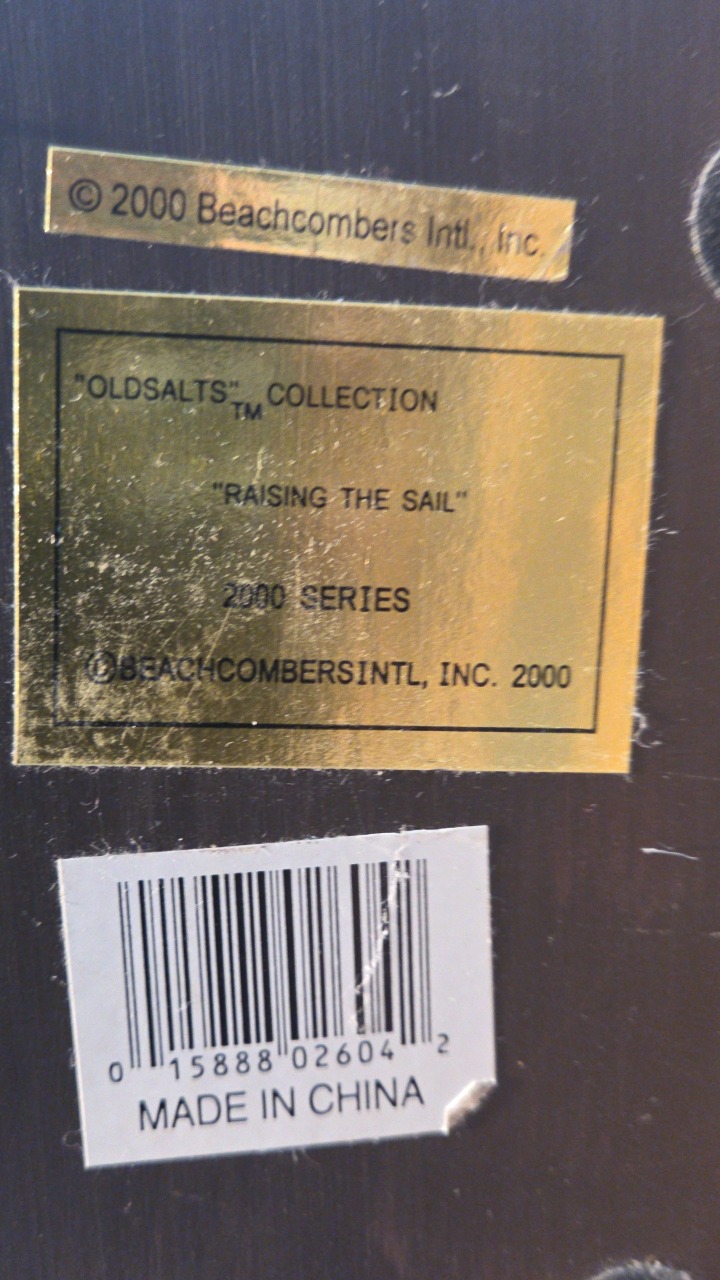 © 2000 Beachcombers Intl., Inc.
"OLDSALTS"TM COLLECTION
"RAISING THE SAIL"
2000 SERIES
©BEACHCOMBERSINTL, INC. 2000
0 15888 02604 2
MADE IN CHINA